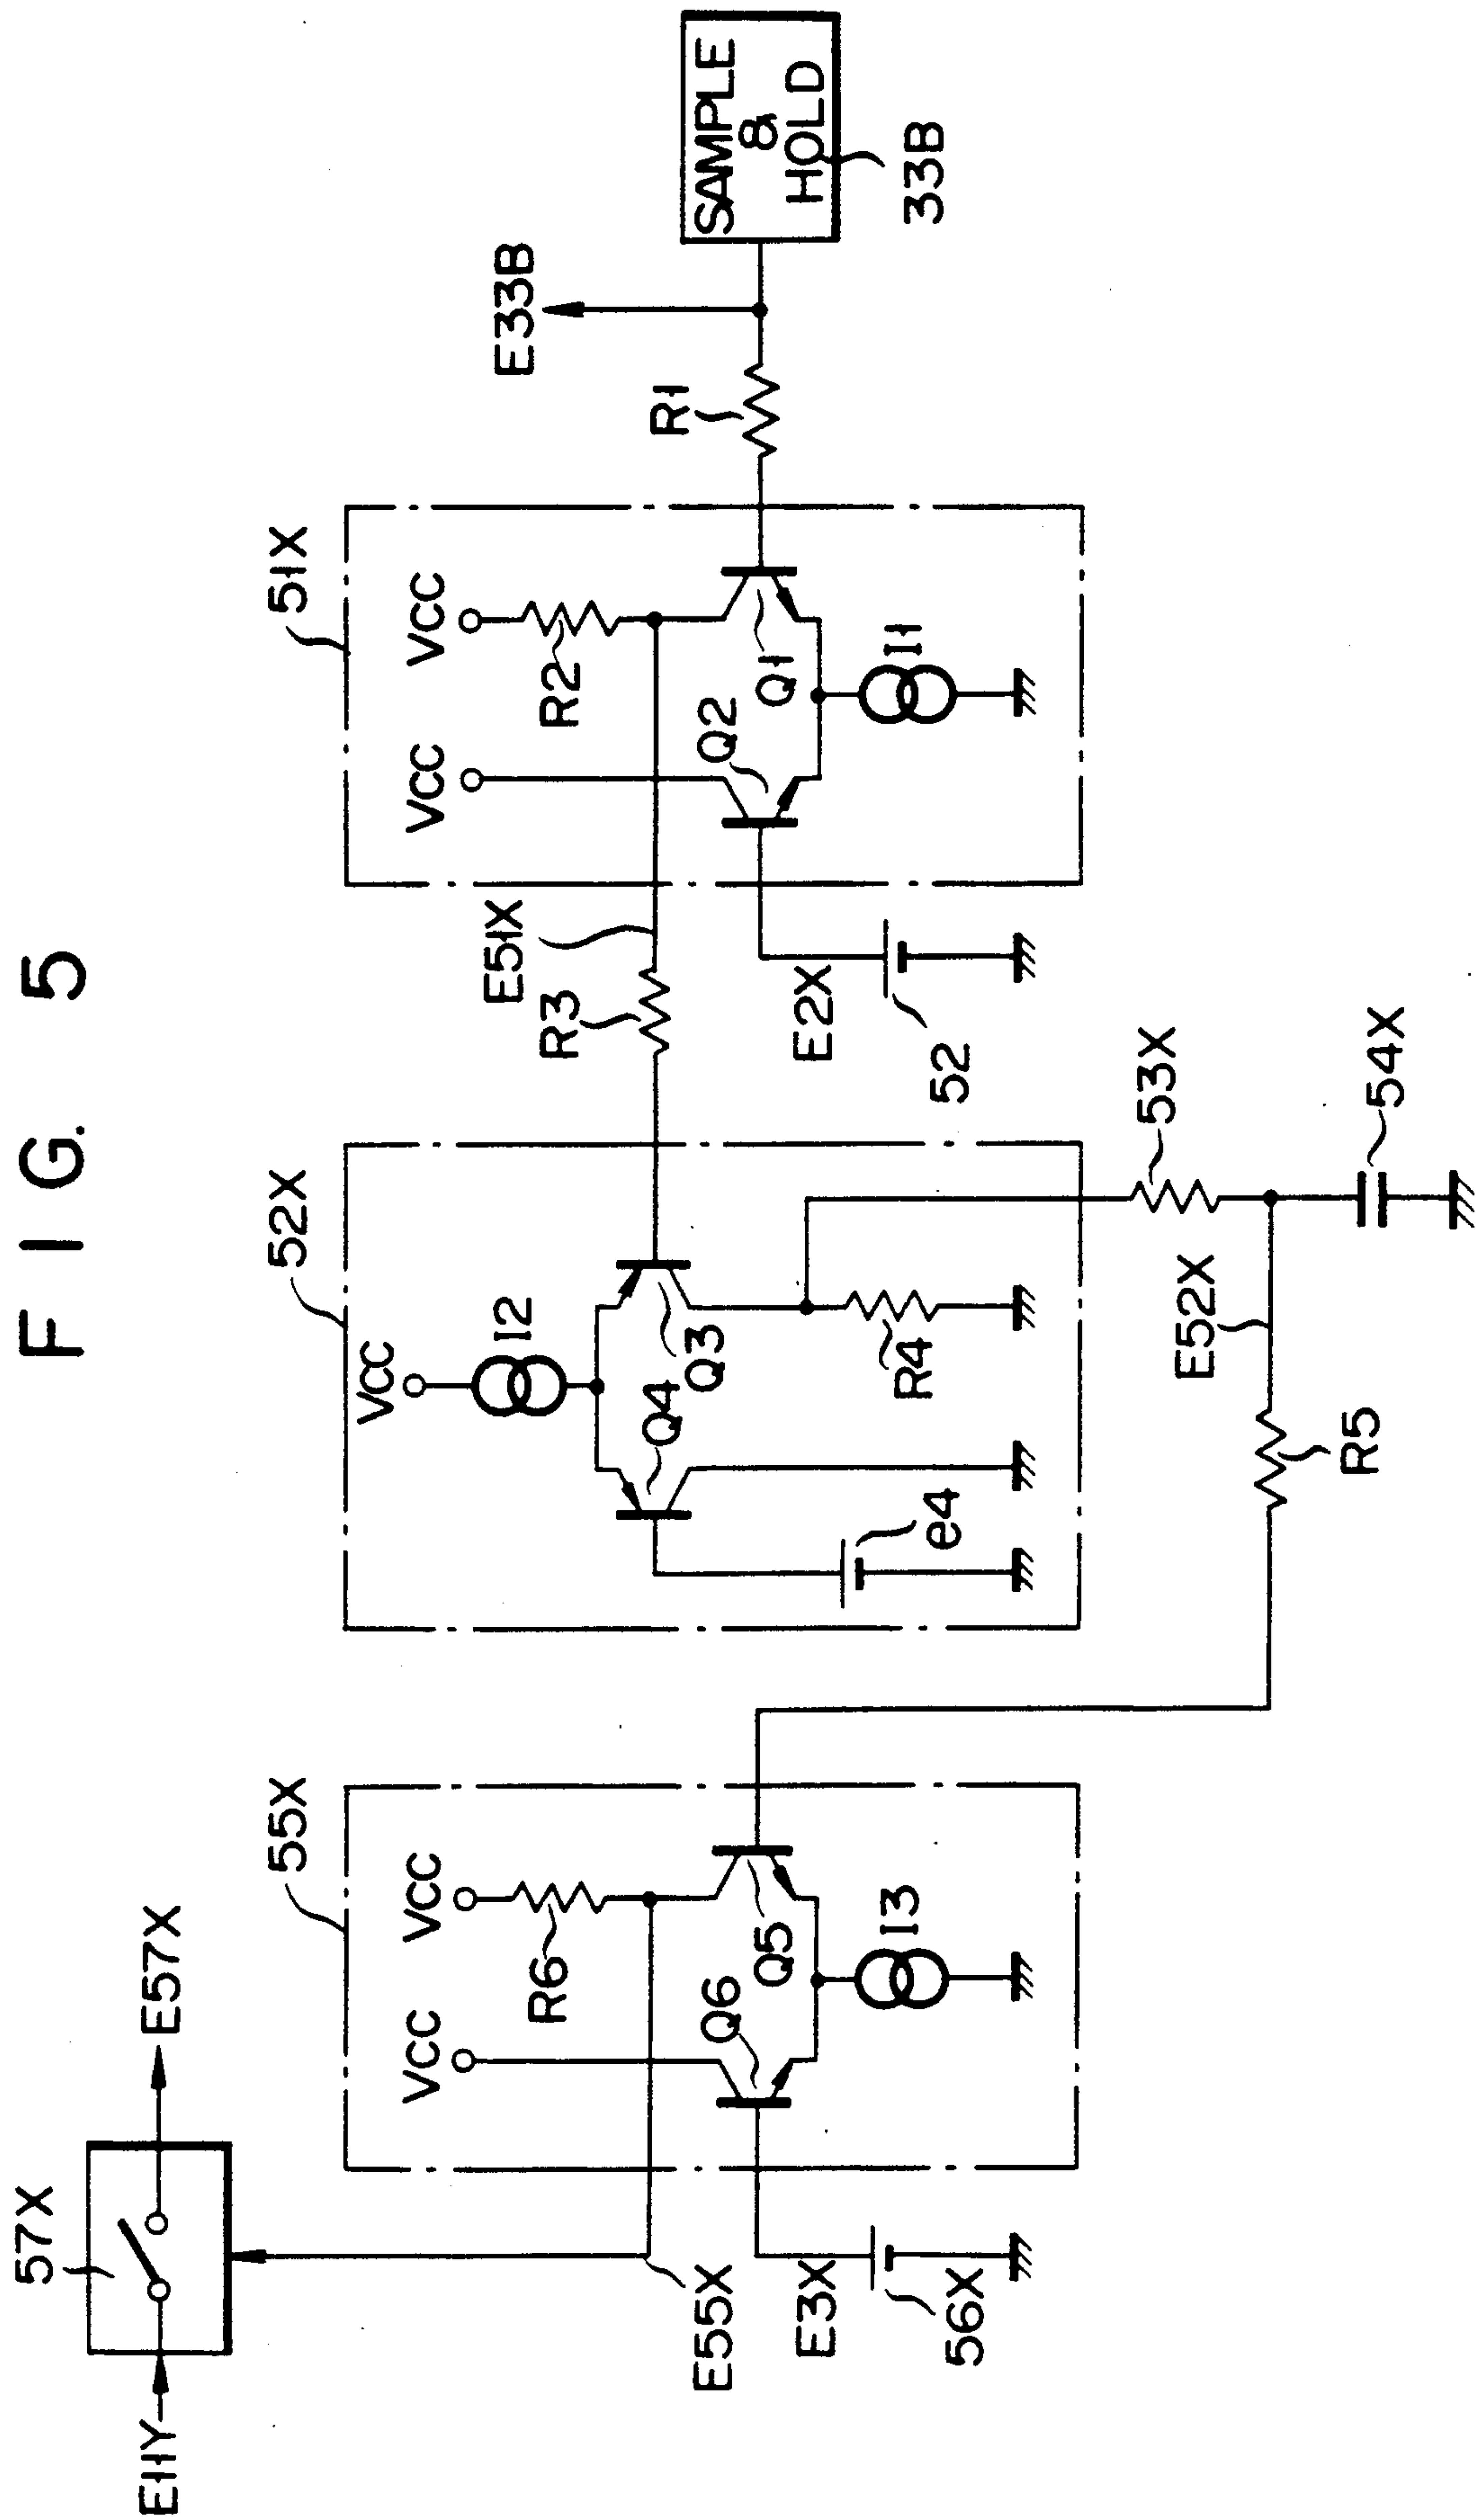 FIG. 5
E11Y
57X
E57X
55X
VCC
VCC
R6
Q6
Q5
I3
E55X
E3X
56X
52X
VCC
I2
Q4
Q3
R4
e4
R5
E52X
53X
54X
E51X
R3
E2X
52
51X
VCC
VCC
R2
Q2
Q1
I1
R1
E33B
SAMPLE
&
HOLD
33B